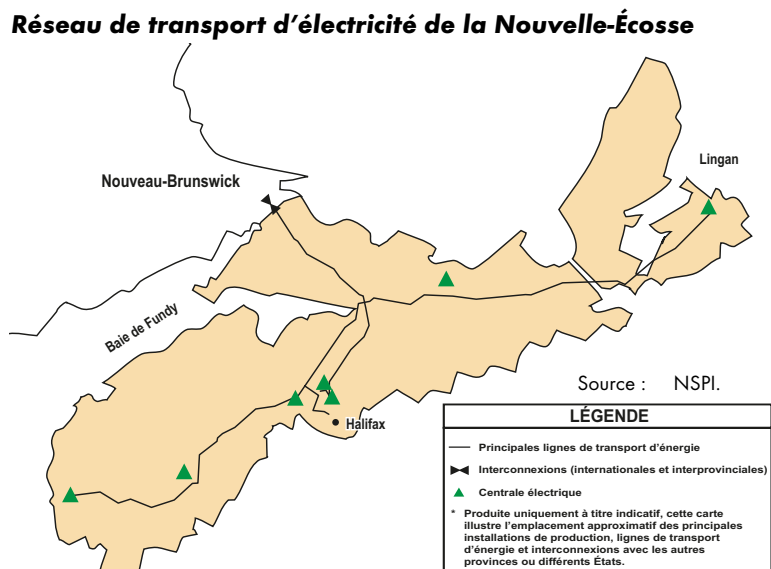 Réseau de transport d'électricité de la Nouvelle-Écosse
Lingan
Nouveau-Brunswick
Baie de Fundy
Halifax
Source : NSPI.
LÉGENDE
Principales lignes de transport d'énergie
Interconnexions (internationales et interprovinciales)
Centrale électrique
* Produite uniquement à titre indicatif, cette carte
illustre l'emplacement approximatif des principales
installations de production, lignes de transport
d'énergie et interconnexions avec les autres
provinces ou différents États.